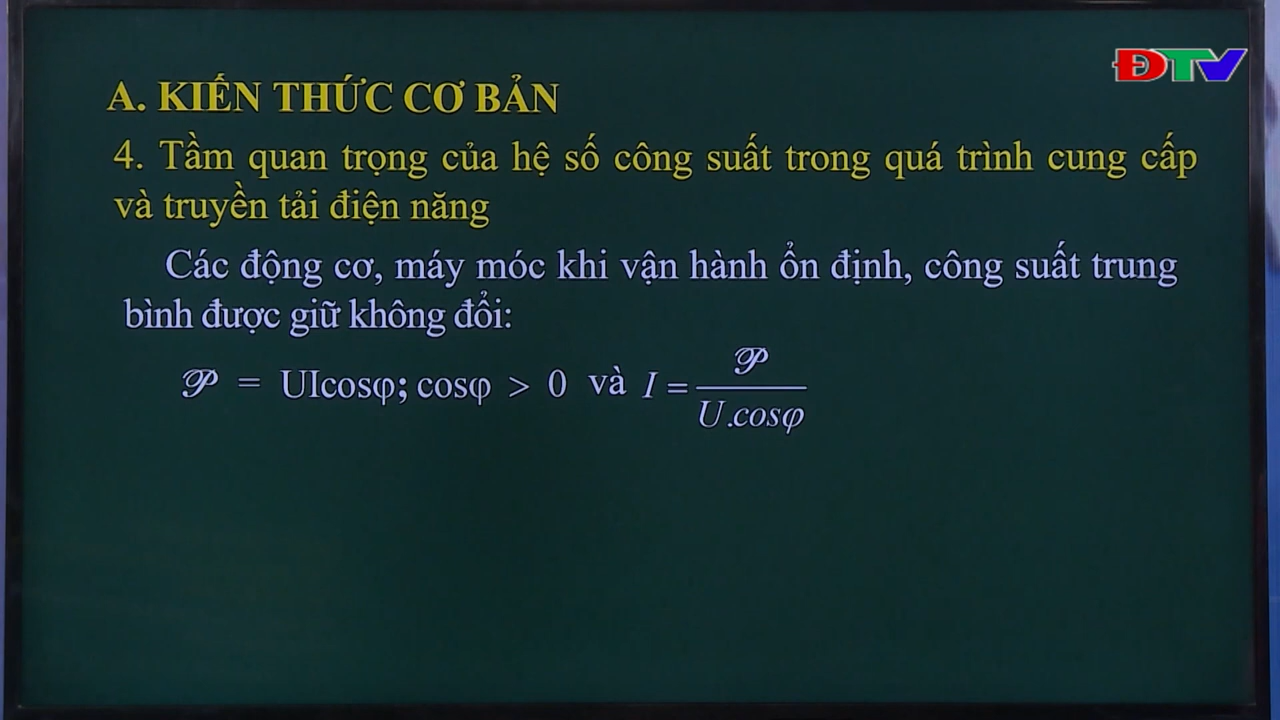 ĐTV
A. KIẾN THỨC CƠ BẢN
4. Tầm quan trọng của hệ số công suất trong quá trình cung cấp
và truyền tải điện năng
Các động cơ, máy móc khi vận hành ổn định, công suất trung
bình được giữ không đổi:
𝒫 = UIcosφ; cosφ > 0 và I = 𝒫 / U.cosφ